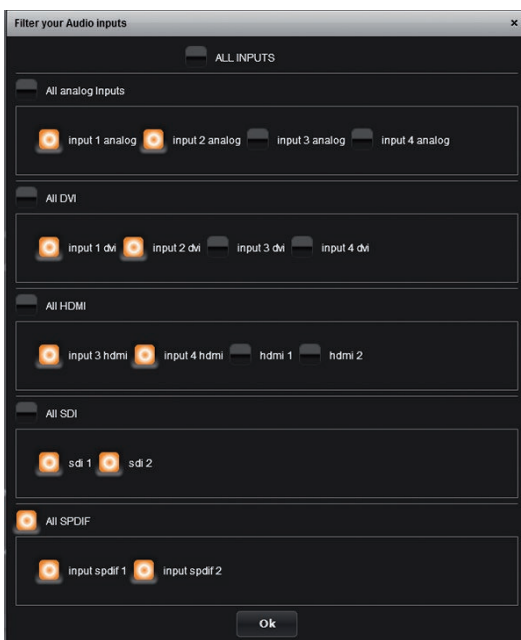 Filter your Audio inputs ×
ALL INPUTS
All analog Inputs
input 1 analog input 2 analog input 3 analog input 4 analog
All DVI
input 1 dvi input 2 dvi input 3 dvi input 4 dvi
All HDMI
input 3 hdmi input 4 hdmi hdmi 1 hdmi 2
All SDI
sdi 1 sdi 2
All SPDIF
input spdif 1 input spdif 2
Ok